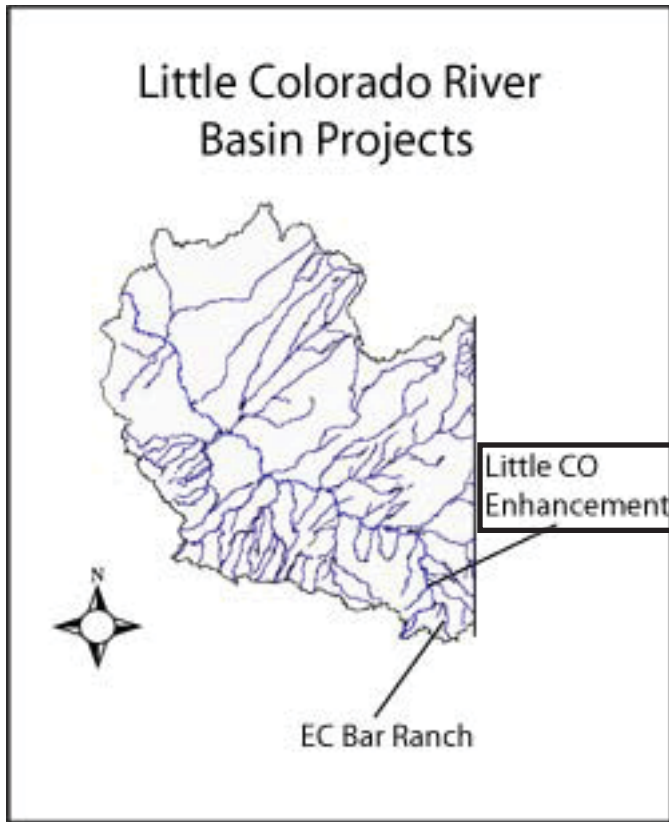 Little Colorado River
Basin Projects
Little CO
Enhancement
N
EC Bar Ranch